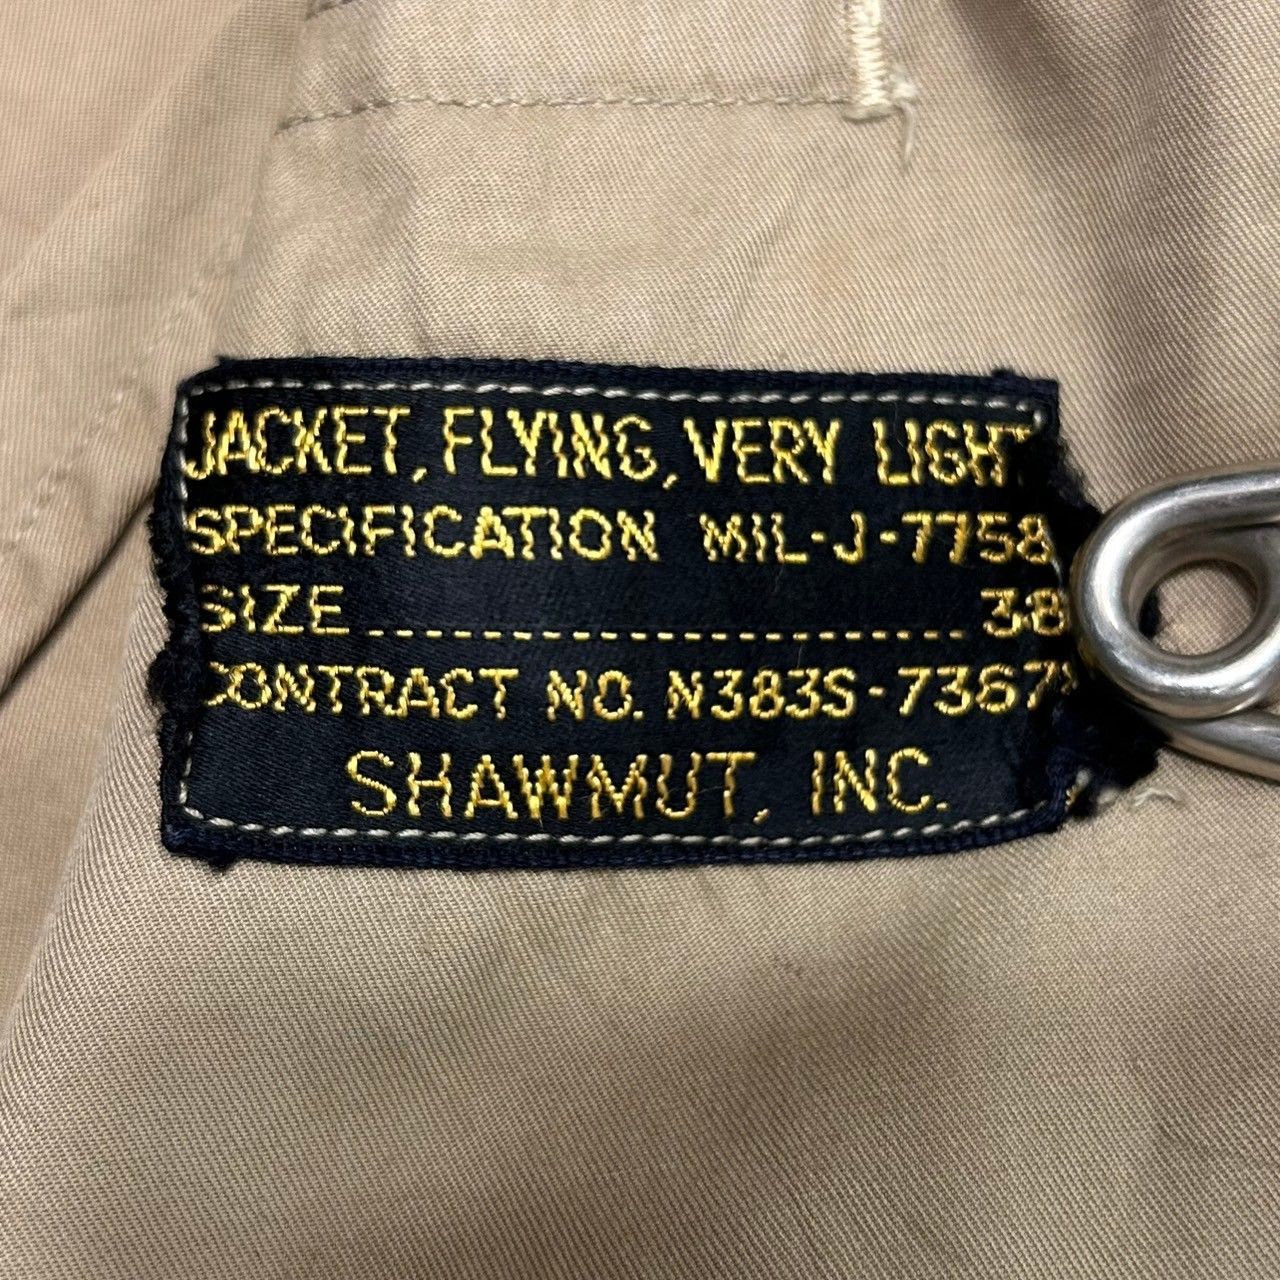 JACKET, FLYING, VERY LIGHT
SPECIFICATION MIL-J-7758
SIZE ........................ 38
CONTRACT NO. N383S-7367
SHAWMUT, INC.